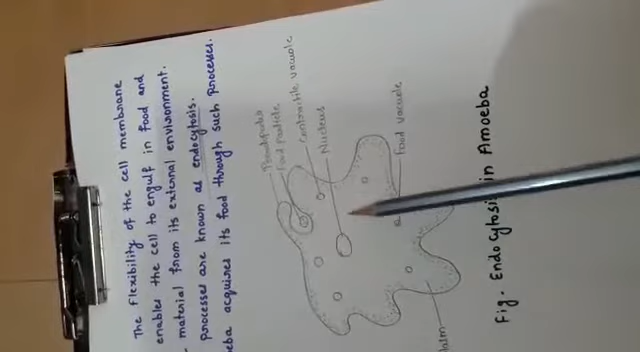 The flexibility of the cell membrane
enables the cell to engulf in food and
material from its external environment.
Processes are known as endocytosis.
eba acquires its food through such processes.
Pseudopodia
Food Particle
contractile vacuole
Nucleus
Food vacuole
Fig. Endocytosis in Amoeba